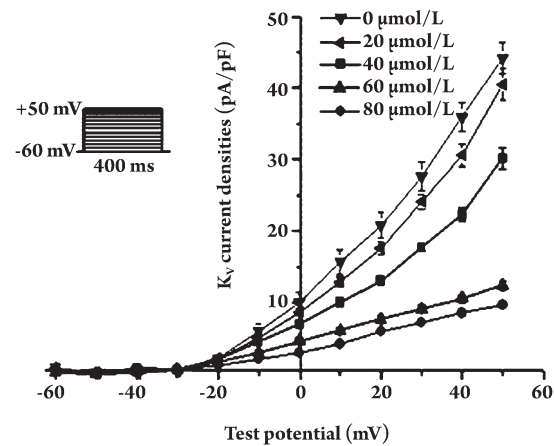 50
0 μmol/L
20 μmol/L
40 μmol/L
60 μmol/L
80 μmol/L
40
30
20
10
K_V current densities (pA/pF)
+50 mV
-60 mV
400 ms
-60
-40
-20
0
20
40
60
Test potential (mV)